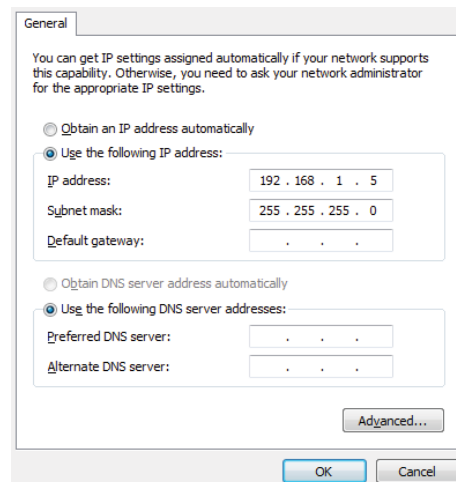 General
You can get IP settings assigned automatically if your network supports
this capability. Otherwise, you need to ask your network administrator
for the appropriate IP settings.
Obtain an IP address automatically
Use the following IP address:
IP address: 192 . 168 . 1 . 5
Subnet mask: 255 . 255 . 255 . 0
Default gateway: . . .
Obtain DNS server address automatically
Use the following DNS server addresses:
Preferred DNS server: . . .
Alternate DNS server: . . .
Advanced...
OK Cancel